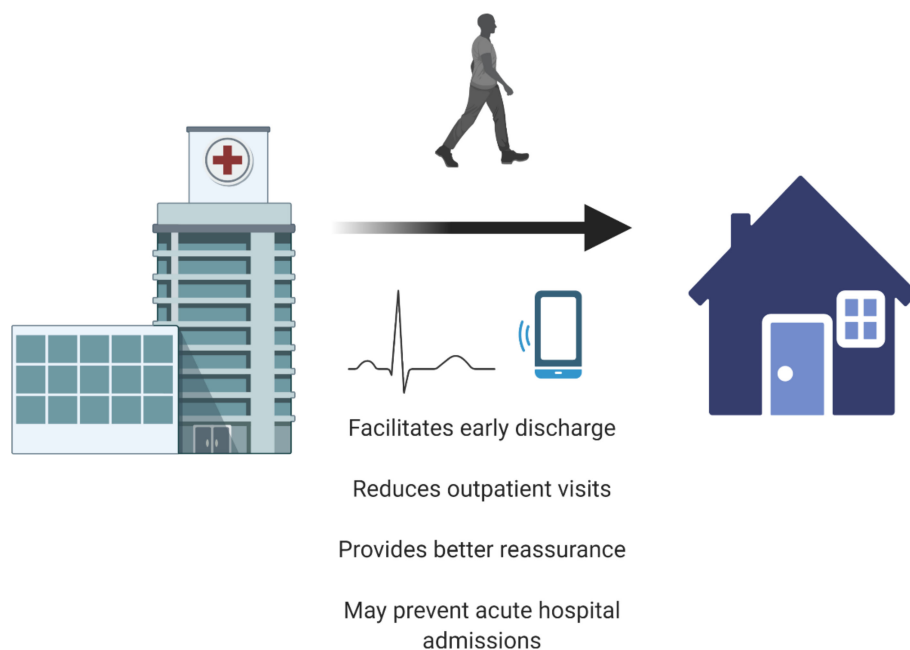 Facilitates early discharge
Reduces outpatient visits
Provides better reassurance
May prevent acute hospital
admissions